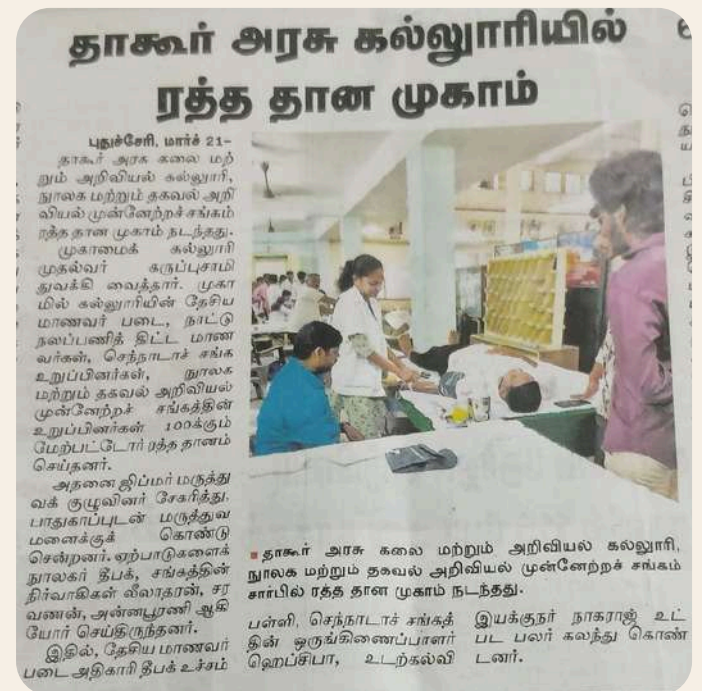 தாகூர் அரசு கல்லூரியில்
ரத்த தான முகாம்
புதுச்சேரி, மார்ச் 21-
தாகூர் அரசு கலை மற்
றும் அறிவியல் கல்லூரி,
நூலக மற்றும் தகவல் அறி
வியல் முன்னேற்றச் சங்கம்
ரத்த தான முகாம் நடந்தது.
முகாமைக் கல்லூரி
முதல்வர் கருப்புசாமி
துவக்கி வைத்தார். முகா
மில் கல்லூரியின் தேசிய
மாணவர் படை, நாட்டு
நலப்பணித் திட்ட மாண
வர்கள், செந்நாடாச் சங்க
உறுப்பினர்கள், நூலக
மற்றும் தகவல் அறிவியல்
முன்னேற்றச் சங்கத்தின்
உறுப்பினர்கள் 100க்கும்
மேற்பட்டோர் ரத்த தானம்
செய்தனர்.
அதனை ஜிப்மர் மருத்து
வக் குழுவினர் சேகரித்து,
பாதுகாப்புடன் மருத்துவ
மனைக்குக் கொண்டு
சென்றனர். ஏற்பாடுகளைக்
நூலகர் தீபக், சங்கத்தின்
நிர்வாகிகள் லீலாதரன், சர
வணன், அன்னபூரணி ஆகி
யோர் செய்திருந்தனர்.
இதில், தேசிய மாணவர்
படை அதிகாரி தீபக் உச்சம்
▪ தாகூர் அரசு கலை மற்றும் அறிவியல் கல்லூரி,
நூலக மற்றும் தகவல் அறிவியல் முன்னேற்றச் சங்கம்
சார்பில் ரத்த தான முகாம் நடந்தது.
பள்ளி, செந்நாடாச் சங்கத்
தின் ஒருங்கிணைப்பாளர்
ஹெப்சிபா, உடற்கல்வி
இயக்குநர் நாகராஜ் உட்
பட பலர் கலந்து கொண்
டனர்.